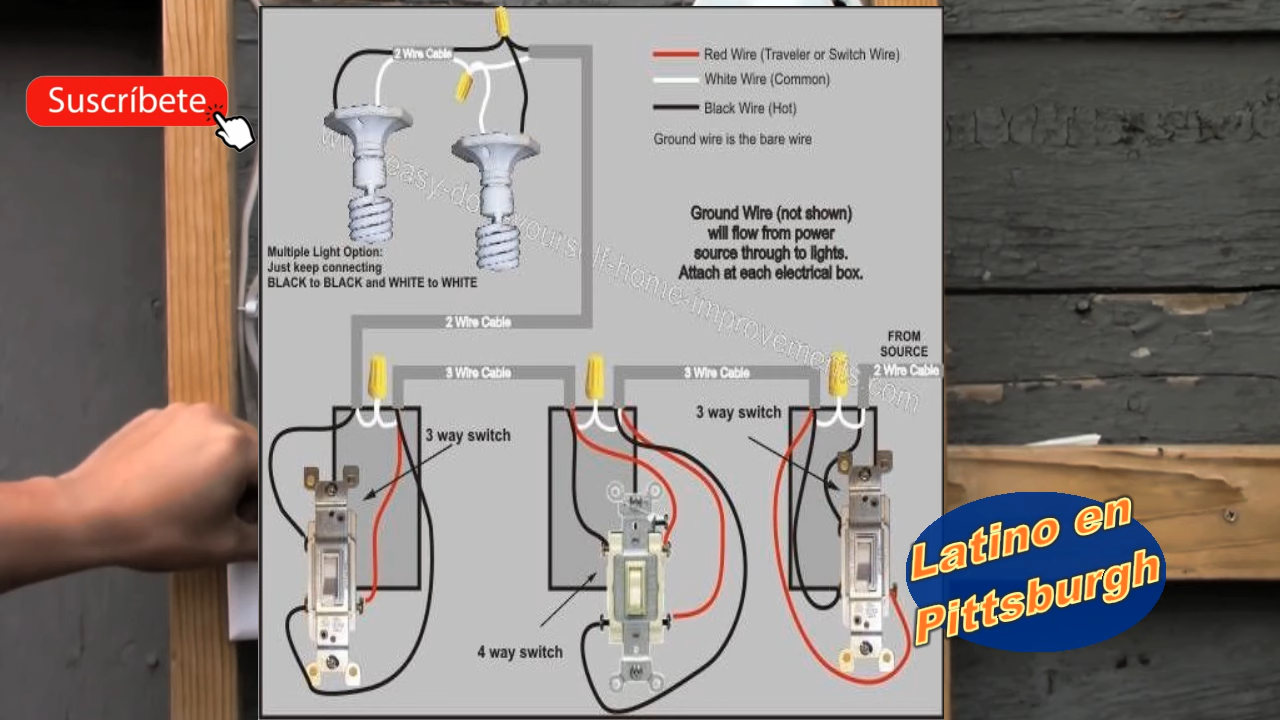 Suscríbete
2 Wire Cable
Red Wire (Traveler or Switch Wire)
White Wire (Common)
Black Wire (Hot)
Ground wire is the bare wire
Ground Wire (not shown)
will flow from power
source through to lights.
Attach at each electrical box.
Multiple Light Option:
Just keep connecting
BLACK to BLACK and WHITE to WHITE
2 Wire Cable
FROM
SOURCE
2 Wire Cable
3 Wire Cable
3 Wire Cable
3 way switch
3 way switch
4 way switch
Latino en
Pittsburgh